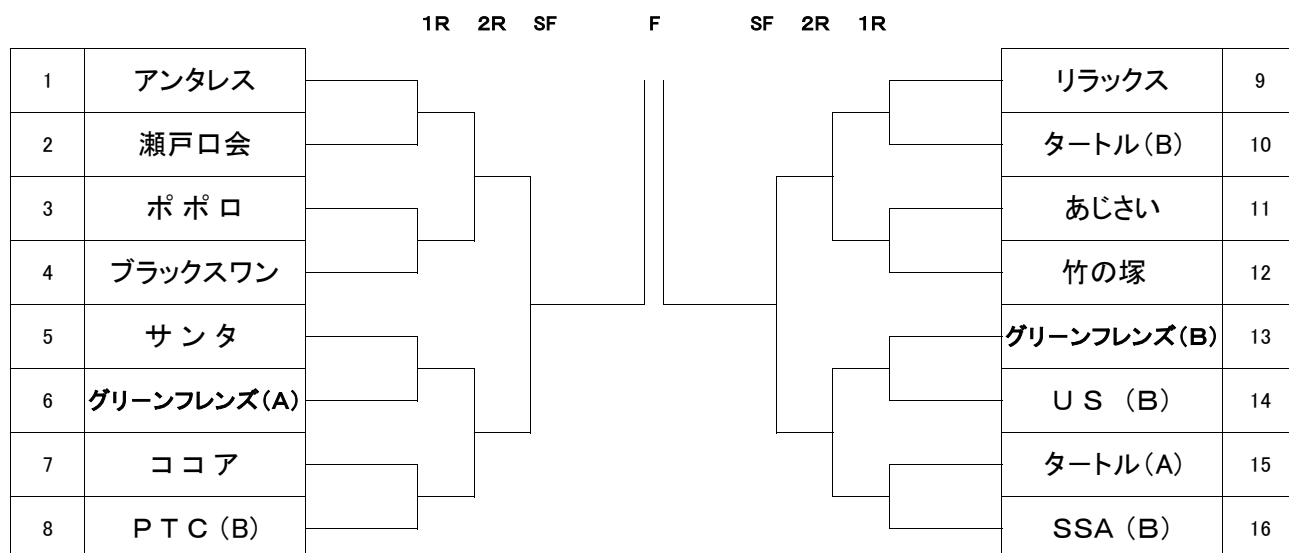 1R 2R SF F SF 2R 1R
1 アンタレス リラックス 9
2 瀬戸口会 タートル(B) 10
3 ポポロ あじさい 11
4 ブラックスワン 竹の塚 12
5 サンタ グリーンフレンズ(B) 13
6 グリーンフレンズ(A) US (B) 14
7 ココア タートル(A) 15
8 PTC(B) SSA(B) 16